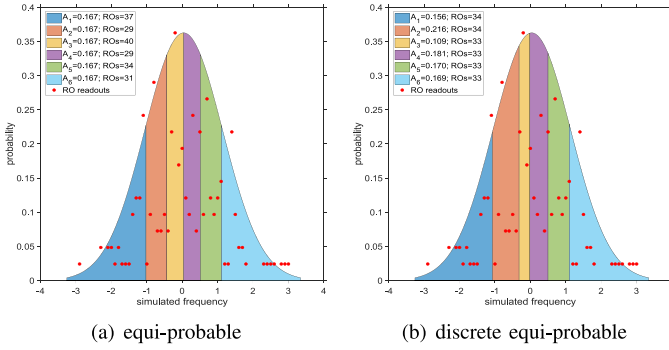 A1=0.167; ROs=37
A2=0.167; ROs=29
A3=0.167; ROs=40
A4=0.167; ROs=29
A5=0.167; ROs=34
A6=0.167; ROs=31
RO readouts
0.4
0.35
0.3
0.25
0.2
0.15
0.1
0.05
0
probability
-4 -3 -2 -1 0 1 2 3 4
simulated frequency
(a) equi-probable
A1=0.156; ROs=34
A2=0.216; ROs=34
A3=0.109; ROs=33
A4=0.181; ROs=33
A5=0.170; ROs=33
A6=0.169; ROs=33
RO readouts
0.4
0.35
0.3
0.25
0.2
0.15
0.1
0.05
0
probability
-4 -3 -2 -1 0 1 2 3 4
simulated frequency
(b) discrete equi-probable